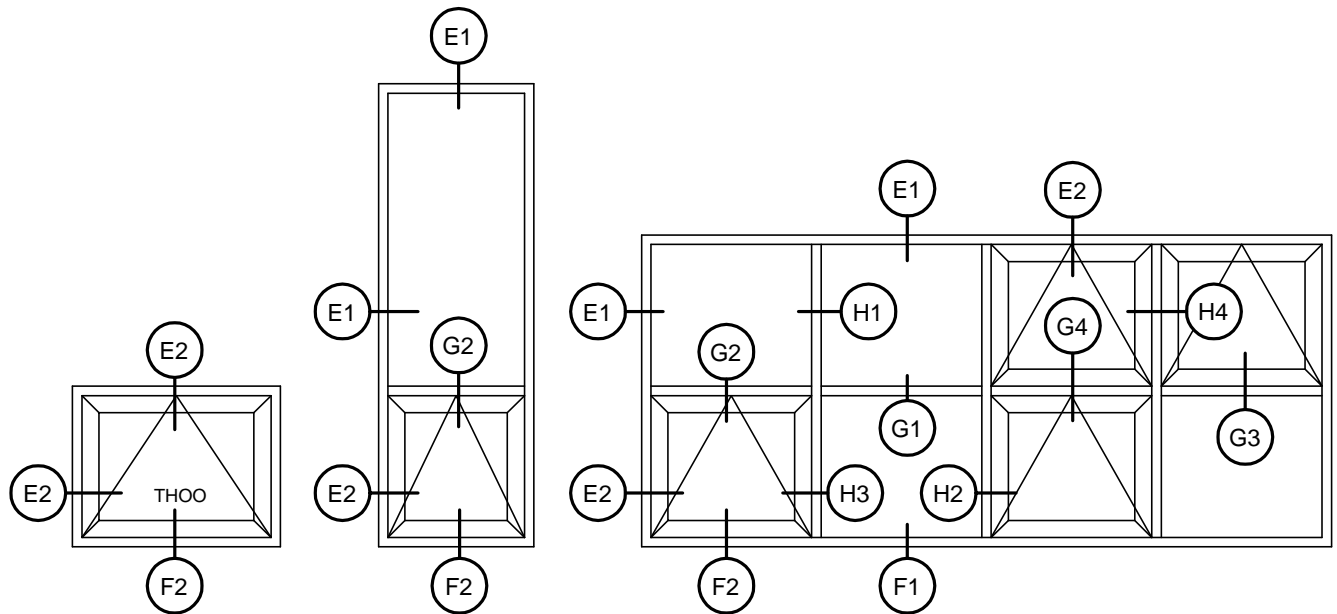 E1
E1 E2
E1 G2 E1 H1 H4
E2 G2 G4
G1 G3
E2 THOO E2 E2 H3 H2
F2 F2 F2 F1